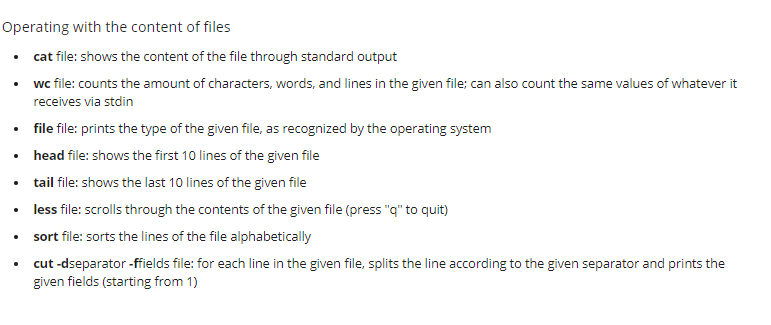 Operating with the content of files
• cat file: shows the content of the file through standard output
• wc file: counts the amount of characters, words, and lines in the given file; can also count the same values of whatever it
receives via stdin
• file file: prints the type of the given file, as recognized by the operating system
• head file: shows the first 10 lines of the given file
• tail file: shows the last 10 lines of the given file
• less file: scrolls through the contents of the given file (press "q" to quit)
• sort file: sorts the lines of the file alphabetically
• cut -dseparator -ffields file: for each line in the given file, splits the line according to the given separator and prints the
given fields (starting from 1)